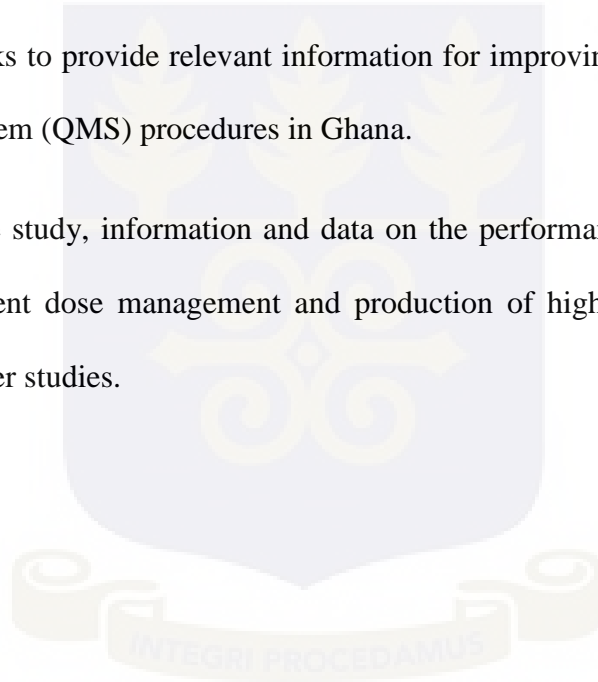 ks to provide relevant information for improvin
em (QMS) procedures in Ghana.
study, information and data on the performa
ent dose management and production of high
er studies.
INTEGRI PROCEDAMUS